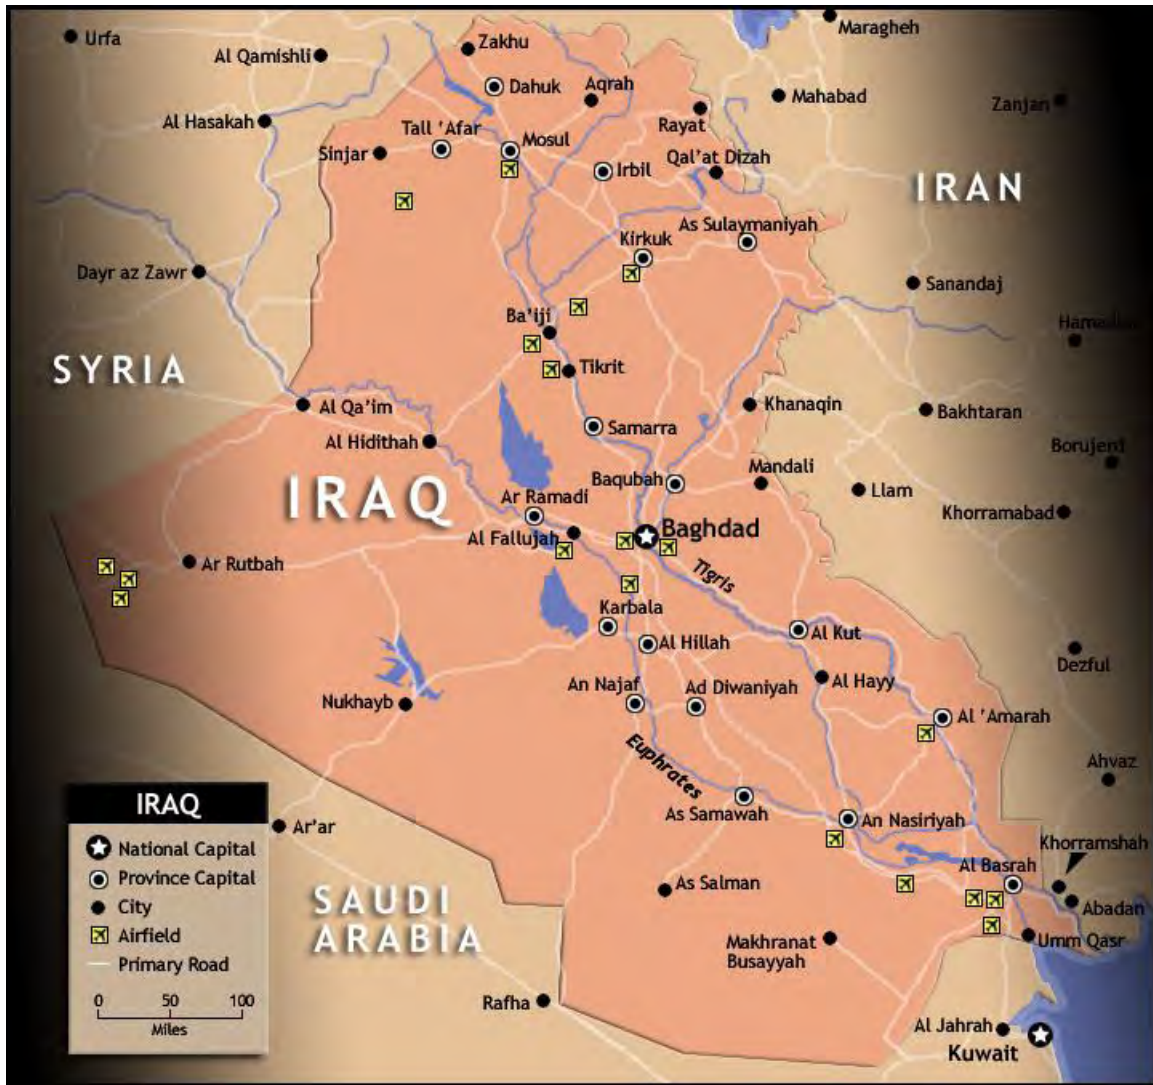 Urfa
Al Qamishli
Zakhu
Maragheh
Dahuk
Aqrah
Mahabad
Zanjan
Al Hasakah
Tall 'Afar
Mosul
Rayat
Sinjar
Irbil
Qal'at Dizah
IRAN
As Sulaymaniyah
Kirkuk
Dayr az Zawr
Sanandaj
Ba'iji
SYRIA
Tikrit
Al Qa'im
Khanaqin
Bakhtaran
Al Hidithah
Samarra
Borujerd
IRAQ
Baqubah
Mandali
Llam
Ar Ramadi
Khorramabad
Al Fallujah
Baghdad
Ar Rutbah
Tigris
Karbala
Al Hillah
Al Kut
Dezful
An Najaf
Ad Diwaniyah
Al Hayy
Nukhayb
Al 'Amarah
Euphrates
Ahvaz
As Samawah
An Nasiriyah
Ar'ar
Khorramshah
Al Basrah
As Salman
Abadan
SAUDI
ARABIA
Makhranat
Busayyah
Umm Qasr
Rafha
Al Jahrah
Kuwait
IRAQ
National Capital
Province Capital
City
Airfield
Primary Road
0 50 100
Miles